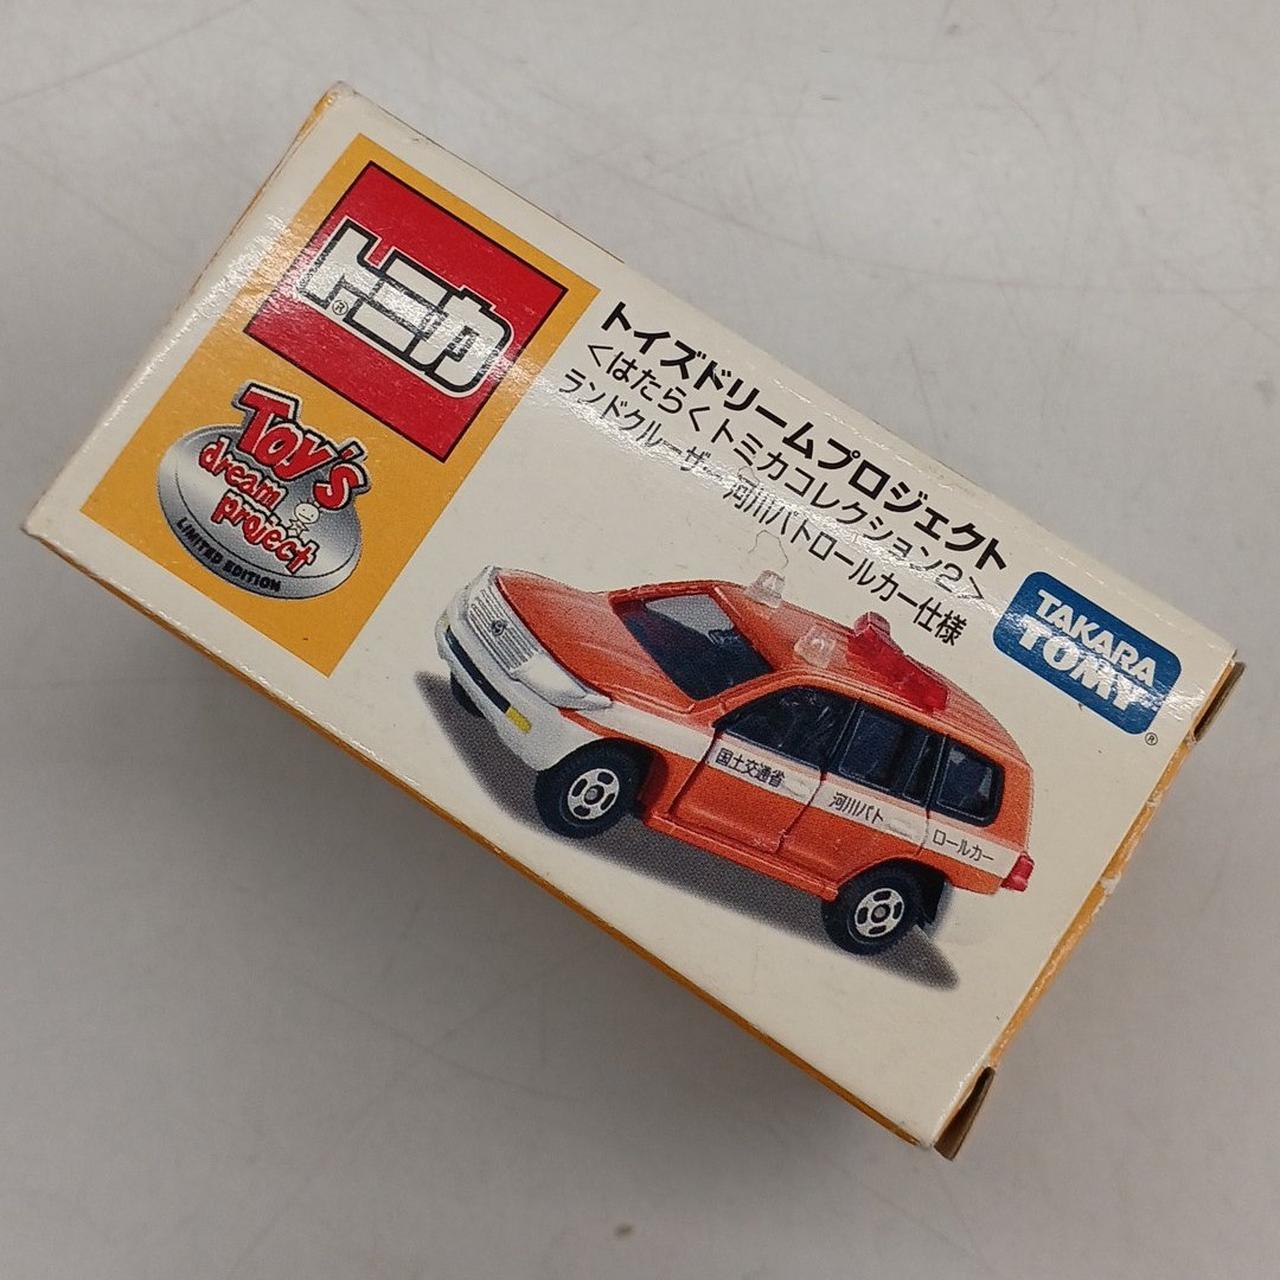 トミカ®
Toy's
dream
project
LIMITED EDITION
トイズドリームプロジェクト
<はたらくトミカコレクション2>
ランドクルーザー 河川パトロールカー仕様
TAKARA
TOMY®
国土交通省
河川パト
ロールカー